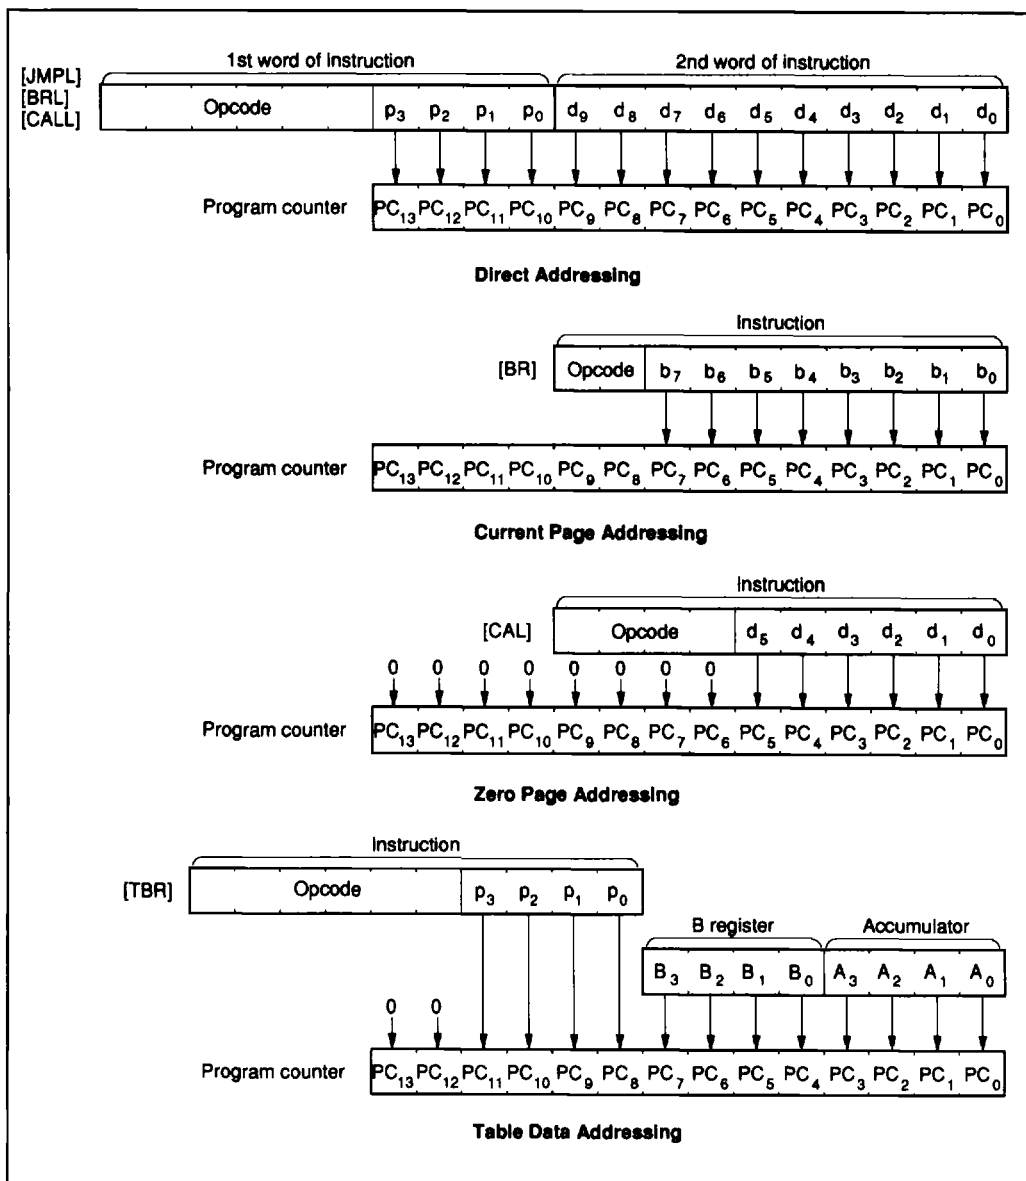 1st word of instruction 2nd word of instruction
[JMPL]
[BRL]
[CALL]
Opcode p3 p2 p1 p0 d9 d8 d7 d6 d5 d4 d3 d2 d1 d0
Program counter PC13 PC12 PC11 PC10 PC9 PC8 PC7 PC6 PC5 PC4 PC3 PC2 PC1 PC0
Direct Addressing
Instruction
[BR] Opcode b7 b6 b5 b4 b3 b2 b1 b0
Program counter PC13 PC12 PC11 PC10 PC9 PC8 PC7 PC6 PC5 PC4 PC3 PC2 PC1 PC0
Current Page Addressing
Instruction
[CAL] Opcode d5 d4 d3 d2 d1 d0
0 0 0 0 0 0 0 0
Program counter PC13 PC12 PC11 PC10 PC9 PC8 PC7 PC6 PC5 PC4 PC3 PC2 PC1 PC0
Zero Page Addressing
Instruction
[TBR] Opcode p3 p2 p1 p0
B register Accumulator
B3 B2 B1 B0 A3 A2 A1 A0
0 0
Program counter PC13 PC12 PC11 PC10 PC9 PC8 PC7 PC6 PC5 PC4 PC3 PC2 PC1 PC0
Table Data Addressing